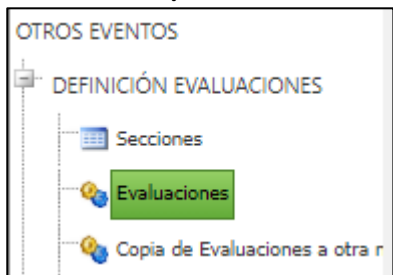 OTROS EVENTOS
DEFINICIÓN EVALUACIONES
Secciones
Evaluaciones
Copia de Evaluaciones a otra